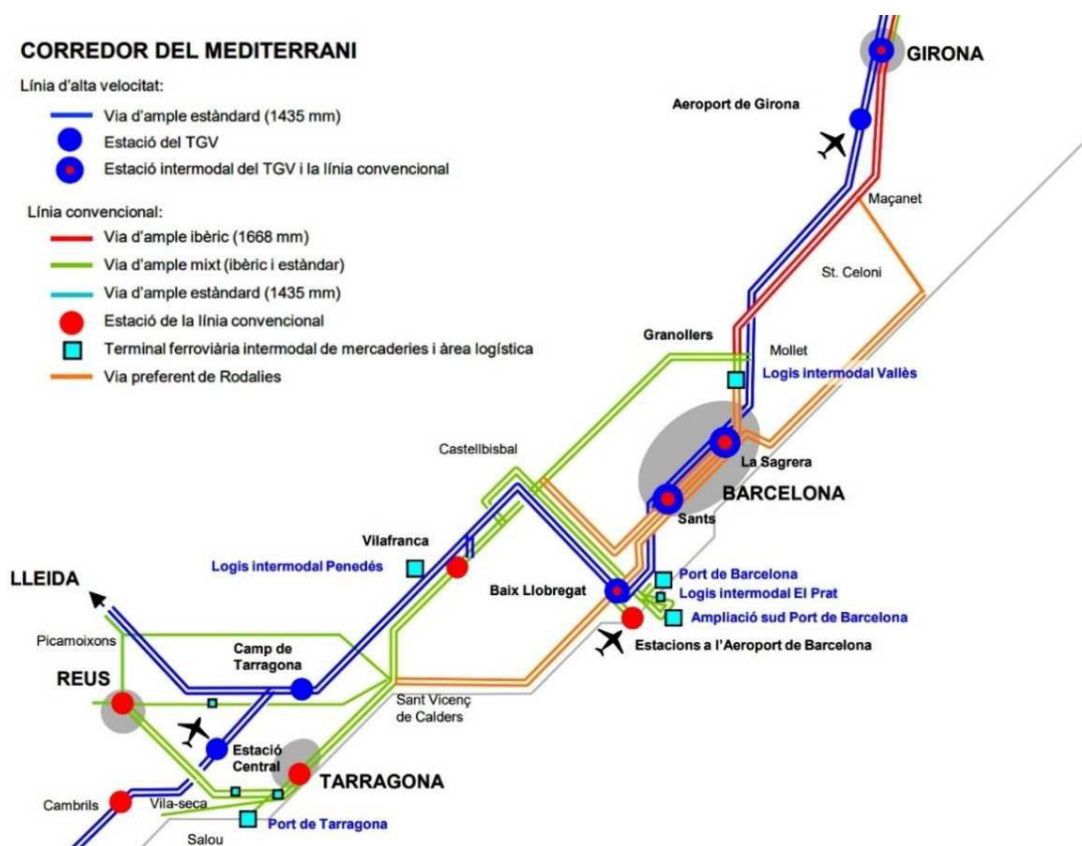 CORREDOR DEL MEDITERRANI
Línia d'alta velocitat:
Via d'ample estàndard (1435 mm)
Estació del TGV
Estació intermodal del TGV i la línia convencional
Línia convencional:
Via d'ample ibèric (1668 mm)
Via d'ample mixt (ibèric i estàndar)
Via d'ample estàndard (1435 mm)
Estació de la línia convencional
Terminal ferroviària intermodal de mercaderies i àrea logística
Via preferent de Rodalies
GIRONA
Aeroport de Girona
Maçanet
St. Celoni
Granollers
Mollet
Logis intermodal Vallès
Castellbisbal
La Sagrera
BARCELONA
Sants
Vilafranca
Logis intermodal Penedés
LLEIDA
Baix Llobregat
Port de Barcelona
Logis intermodal El Prat
Ampliació sud Port de Barcelona
Estacions a l'Aeroport de Barcelona
Picamoixons
Camp de
Tarragona
REUS
Sant Vicenç
de Calders
Estació
Central
TARRAGONA
Cambrils
Vila-seca
Port de Tarragona
Salou